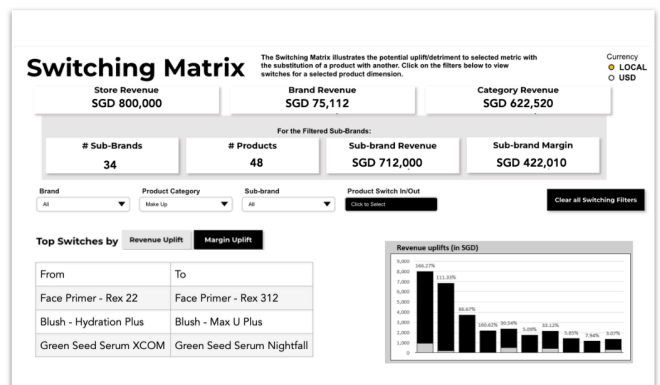 Switching Matrix
The Switching Matrix illustrates the potential uplift/detriment to selected metric with
the substitution of a product with another. Click on the filters below to view
switches for a selected product dimension.
Currency
LOCAL
USD
Store Revenue
SGD 800,000
Brand Revenue
SGD 75,112
Category Revenue
SGD 622,520
For the Filtered Sub-Brands:
# Sub-Brands
34
# Products
48
Sub-brand Revenue
SGD 712,000
Sub-brand Margin
SGD 422,010
Brand
All
Product Category
Make Up
Sub-brand
All
Product Switch In/Out
Click to Select
Clear all Switching Filters
Top Switches by
Revenue Uplift
Margin Uplift
From To
Face Primer - Rex 22 Face Primer - Rex 312
Blush - Hydration Plus Blush - Max U Plus
Green Seed Serum XCOM Green Seed Serum Nightfall
Revenue uplifts (in SGD)
9,000
8,000
7,000
6,000
5,000
4,000
3,000
2,000
1,000
0
166.27%
111.33%
200.62%
30.54%
5.89%
33.12%
5.85%
7.94%